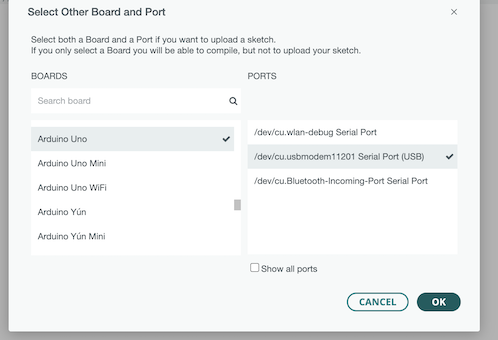 Select Other Board and Port
Select both a Board and a Port if you want to upload a sketch.
If you only select a Board you will be able to compile, but not to upload your sketch.
BOARDS
Search board
Arduino Uno
Arduino Uno Mini
Arduino Uno WiFi
Arduino Yún
Arduino Yún Mini
PORTS
/dev/cu.wlan-debug Serial Port
/dev/cu.usbmodem11201 Serial Port (USB)
/dev/cu.Bluetooth-Incoming-Port Serial Port
Show all ports
CANCEL
OK